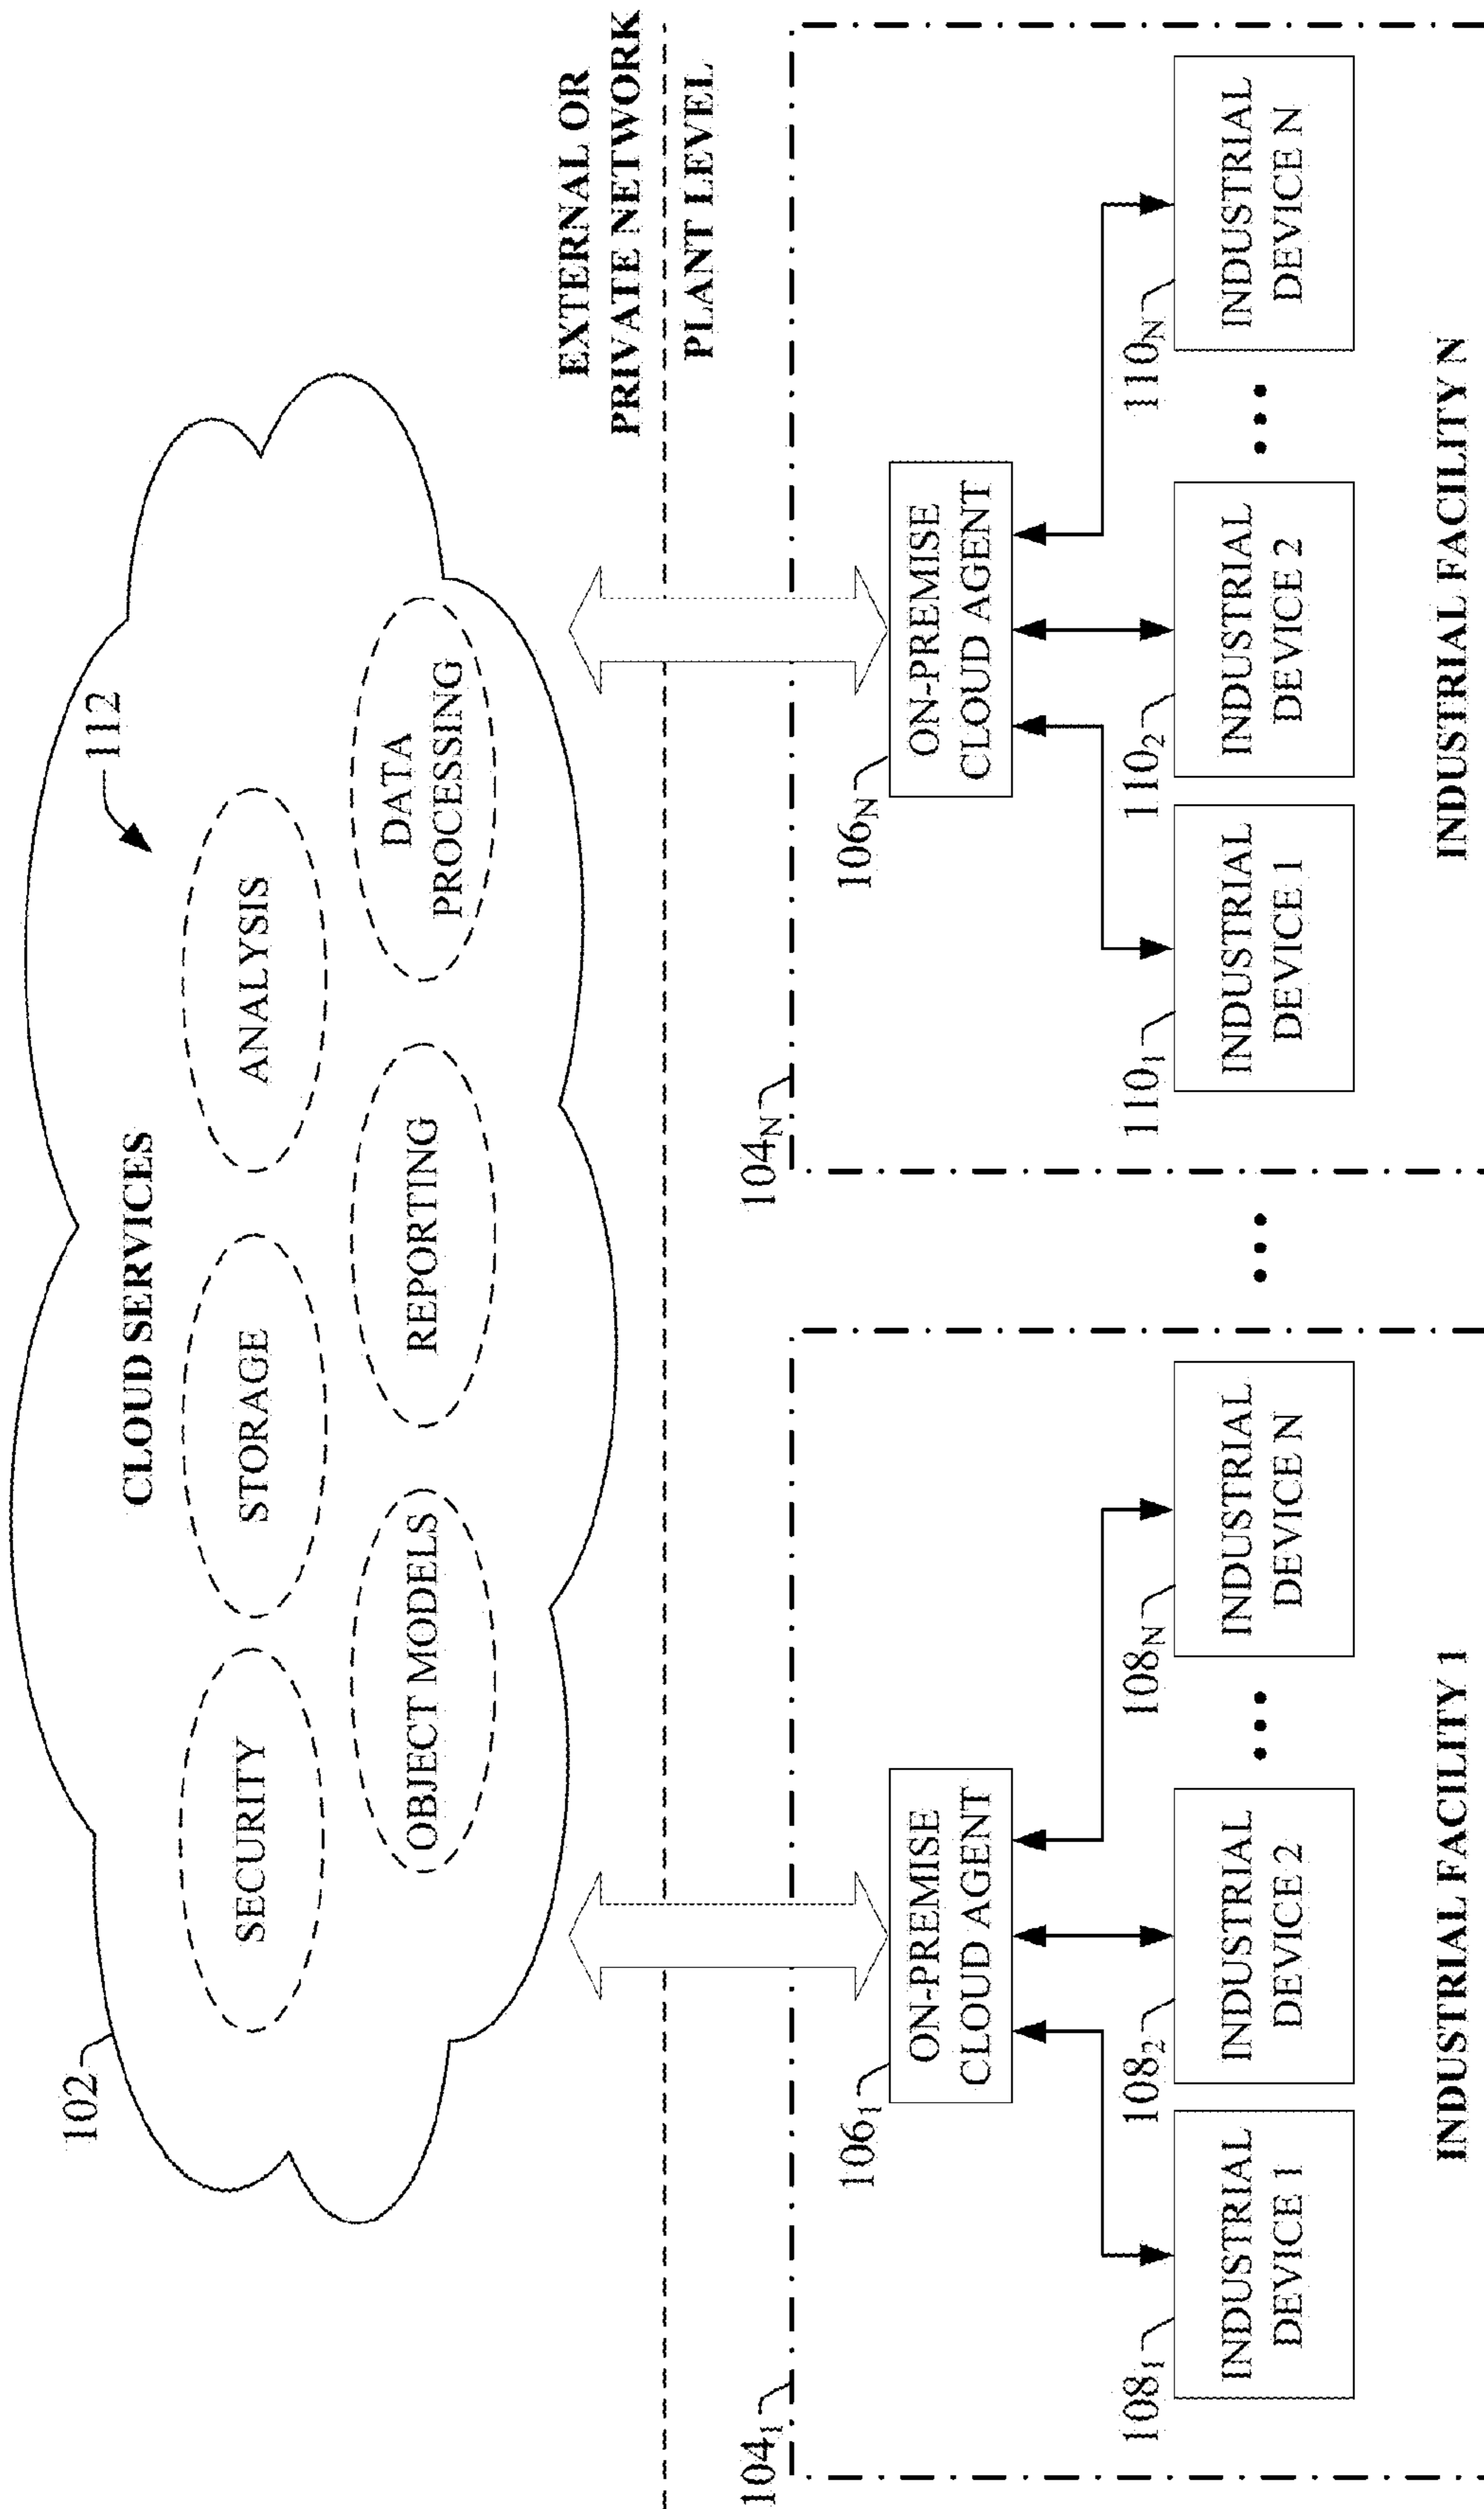 102
112
CLOUD SERVICES
SECURITY
STORAGE
ANALYSIS
OBJECT MODELS
REPORTING
DATA
PROCESSING
EXTERNAL OR
PRIVATE NETWORK
PLANT LEVEL
104₁
106₁
ON-PREMISE
CLOUD AGENT
108₁
INDUSTRIAL
DEVICE 1
108₂
INDUSTRIAL
DEVICE 2
108N
INDUSTRIAL
DEVICE N
INDUSTRIAL FACILITY 1
104N
106N
ON-PREMISE
CLOUD AGENT
110₁
INDUSTRIAL
DEVICE 1
110₂
INDUSTRIAL
DEVICE 2
110N
INDUSTRIAL
DEVICE N
INDUSTRIAL FACILITY N